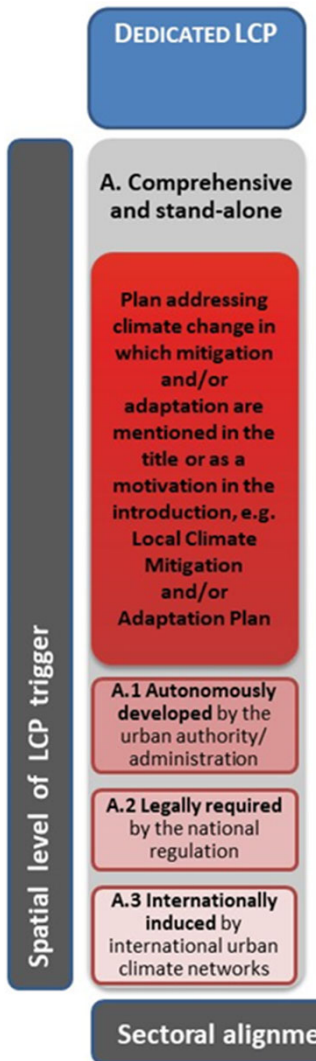 DEDICATED LCP
A. Comprehensive
and stand-alone
Plan addressing
climate change in
which mitigation
and/or
adaptation are
mentioned in the
title or as a
motivation in the
introduction, e.g.
Local Climate
Mitigation
and/or
Adaptation Plan
A.1 Autonomously
developed by the
urban authority/
administration
A.2 Legally required
by the national
regulation
A.3 Internationally
induced by
international urban
climate networks
Spatial level of LCP trigger
Sectoral alignme